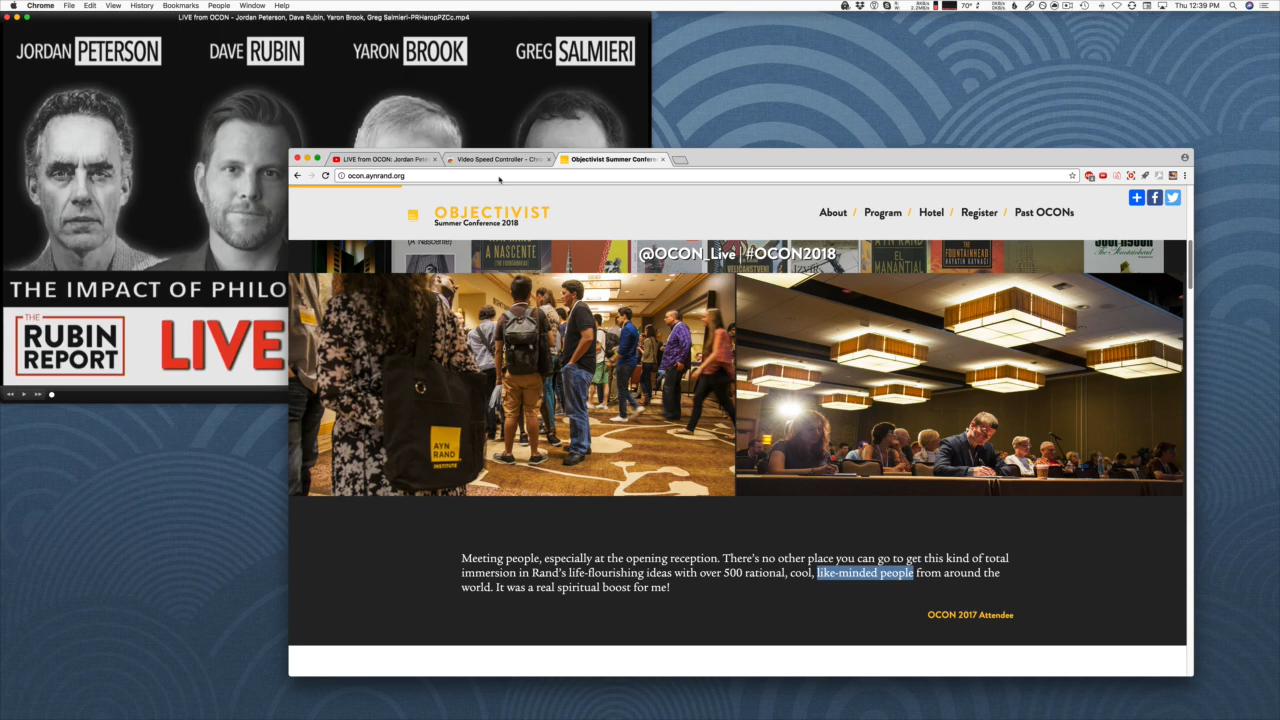 Chrome File Edit View History Bookmarks People Window Help
70° Thu 12:39 PM
LIVE from OCON - Jordan Peterson, Dave Rubin, Yaron Brook, Greg Salmieri-PRHaropPZCc.mp4
JORDAN PETERSON DAVE RUBIN YARON BROOK GREG SALMIERI
THE IMPACT OF PHILO
THE
RUBIN
REPORT
LIVE
LIVE from OCON: Jordan Pete
Video Speed Controller - Chro
Objectivist Summer Confere
ocon.aynrand.org
OBJECTIVIST
Summer Conference 2018
About / Program / Hotel / Register / Past OCONs
@OCON_Live | #OCON2018
A NASCENTE
EL
MANANTIAL
FOUNTAINHEAD
AYN
RAND
INSTITUTE
Meeting people, especially at the opening reception. There's no other place you can go to get this kind of total
immersion in Rand's life-flourishing ideas with over 500 rational, cool, like-minded people from around the
world. It was a real spiritual boost for me!
OCON 2017 Attendee